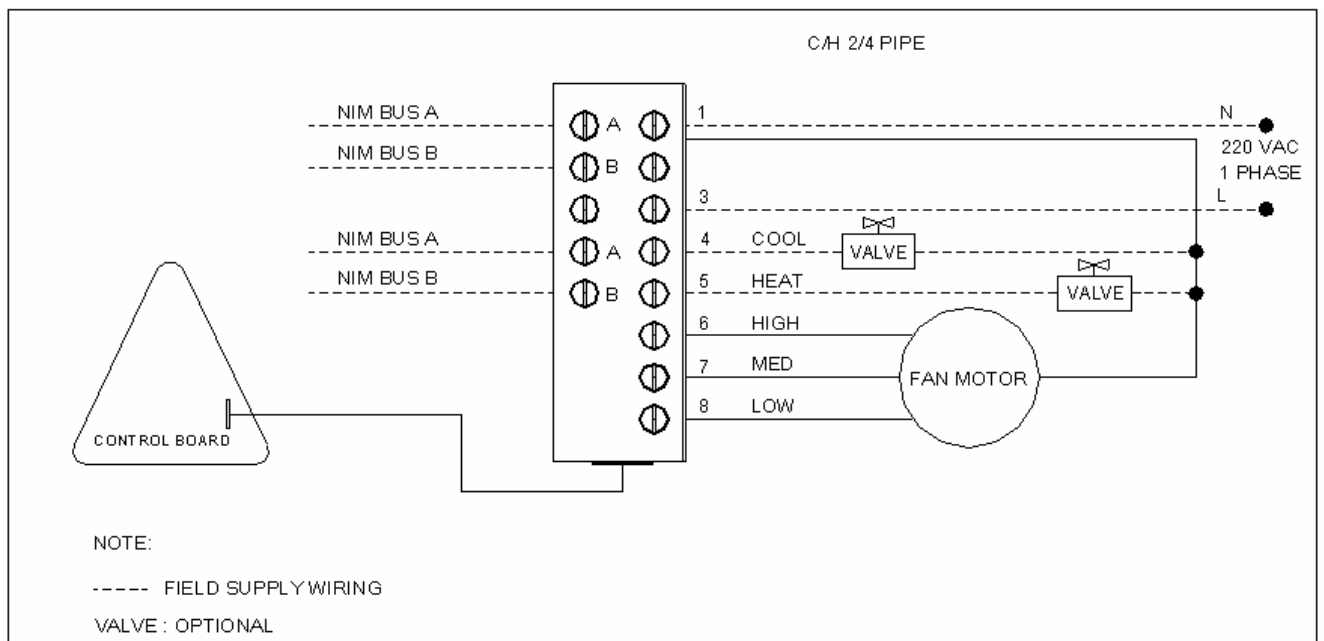 C/H 2/4 PIPE
NIM BUS A
A
1
N
NIM BUS B
B
220 VAC
1 PHASE
3
L
NIM BUS A
A
4
COOL
VALVE
NIM BUS B
B
5
HEAT
VALVE
6
HIGH
7
MED
FAN MOTOR
8
LOW
CONTROL BOARD
NOTE:
----- FIELD SUPPLY WIRING
VALVE : OPTIONAL